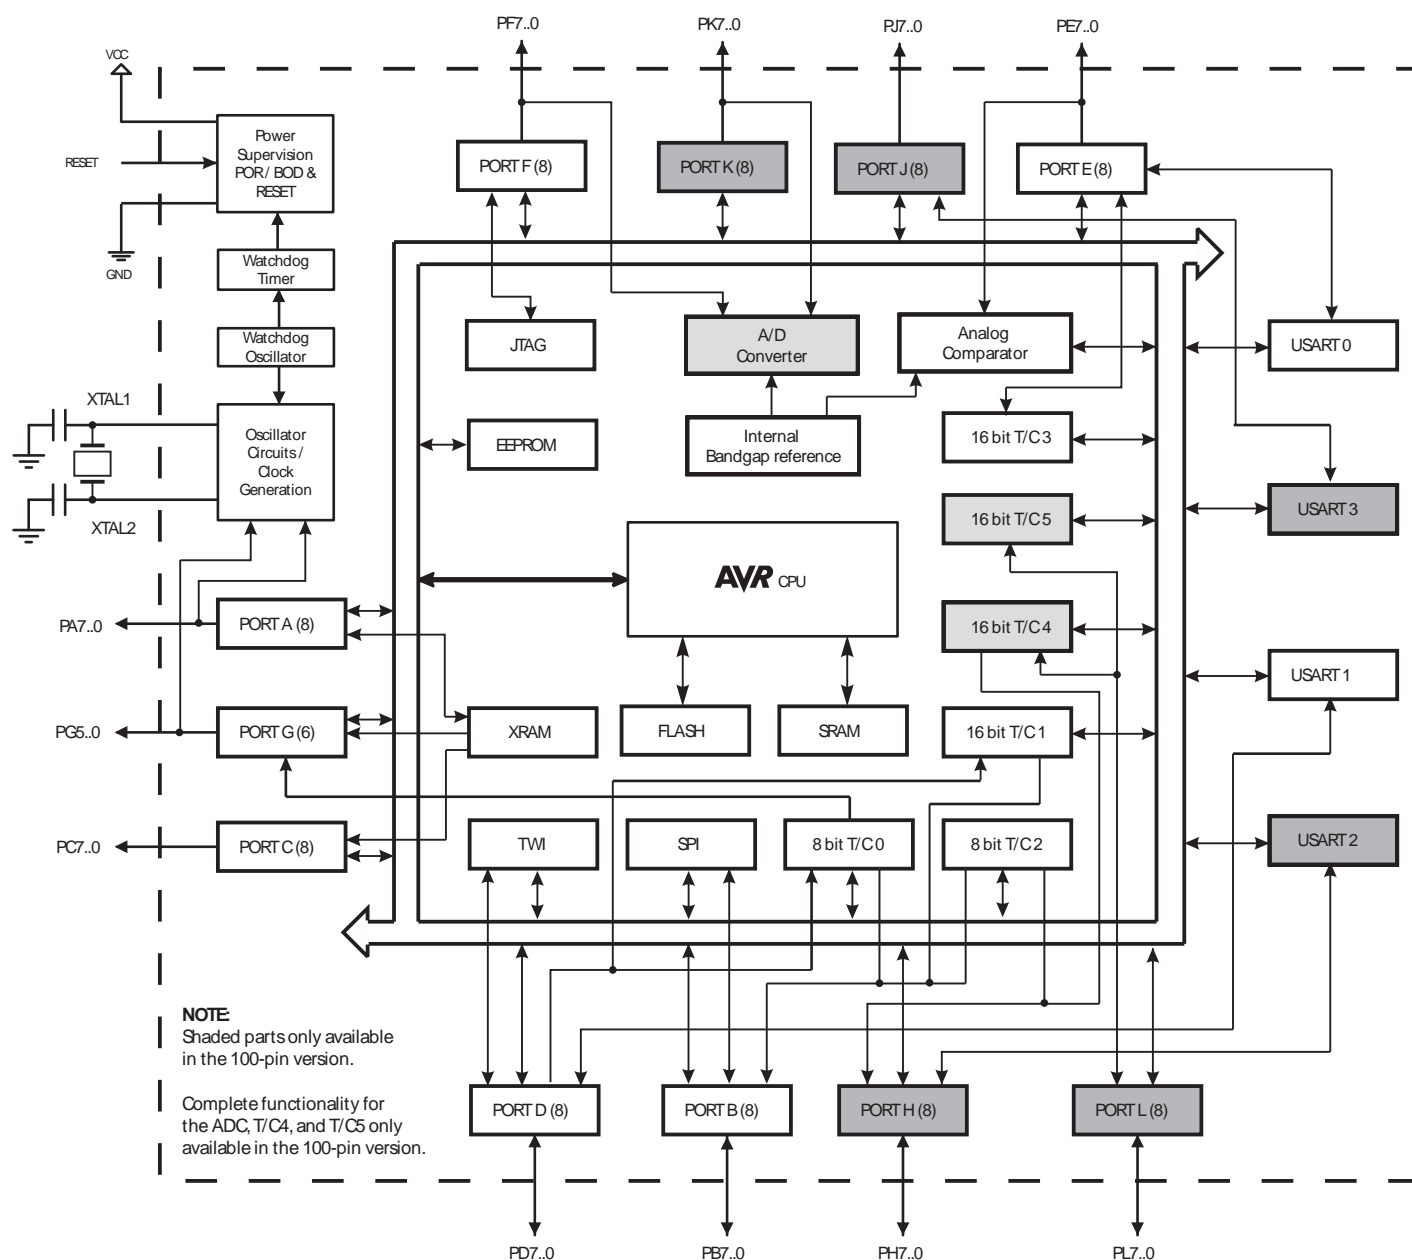 PF7..0
PK7..0
PJ7..0
PE7..0
VCC
RESET
GND
Power
Supervision
POR / BOD &
RESET
PORT F (8)
PORT K (8)
PORT J (8)
PORT E (8)
Watchdog
Timer
Watchdog
Oscillator
JTAG
A/D
Converter
Analog
Comparator
USART 0
XTAL1
XTAL2
Oscillator
Circuits /
Clock
Generation
EEPROM
Internal
Bandgap reference
16 bit T/C 3
16 bit T/C 5
USART 3
AVR CPU
PA7..0
PORT A (8)
16 bit T/C 4
USART 1
PG5..0
PORT G (6)
XRAM
FLASH
SRAM
16 bit T/C 1
PC7..0
PORT C (8)
TWI
SPI
8 bit T/C 0
8 bit T/C 2
USART 2
NOTE:
Shaded parts only available
in the 100-pin version.
Complete functionality for
the ADC, T/C4, and T/C5 only
available in the 100-pin version.
PORT D (8)
PORT B (8)
PORT H (8)
PORT L (8)
PD7..0
PB7..0
PH7..0
PL7..0